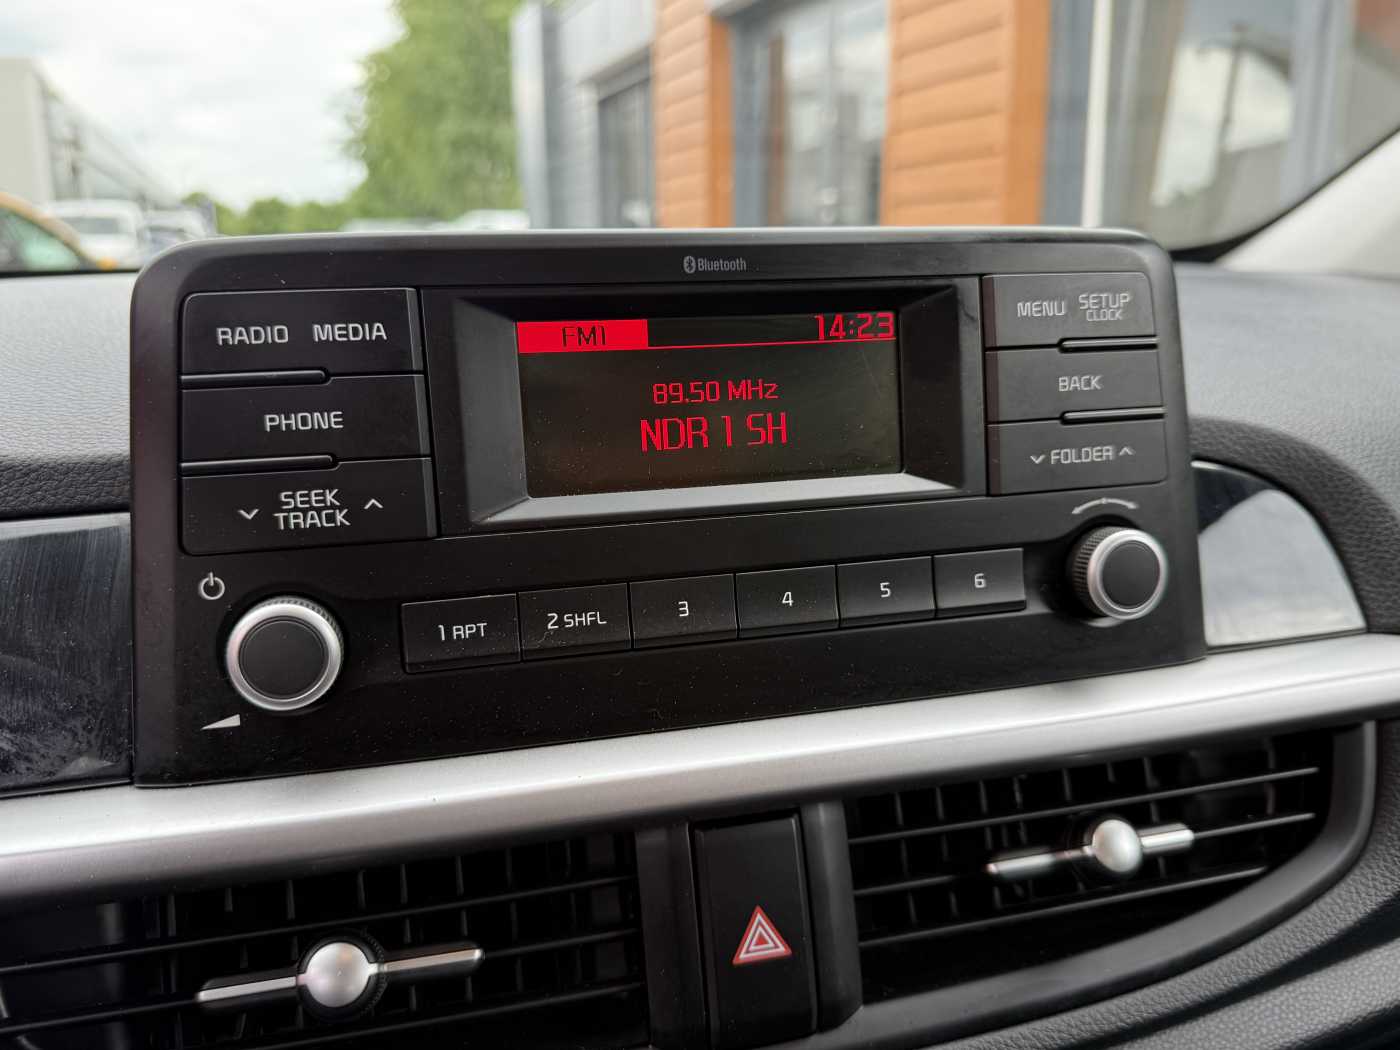 Bluetooth
RADIO MEDIA
PHONE
SEEK
TRACK
FM1 14:23
89.50 MHz
NDR 1 SH
MENU SETUP
CLOCK
BACK
FOLDER
1 RPT 2 SHFL 3 4 5 6